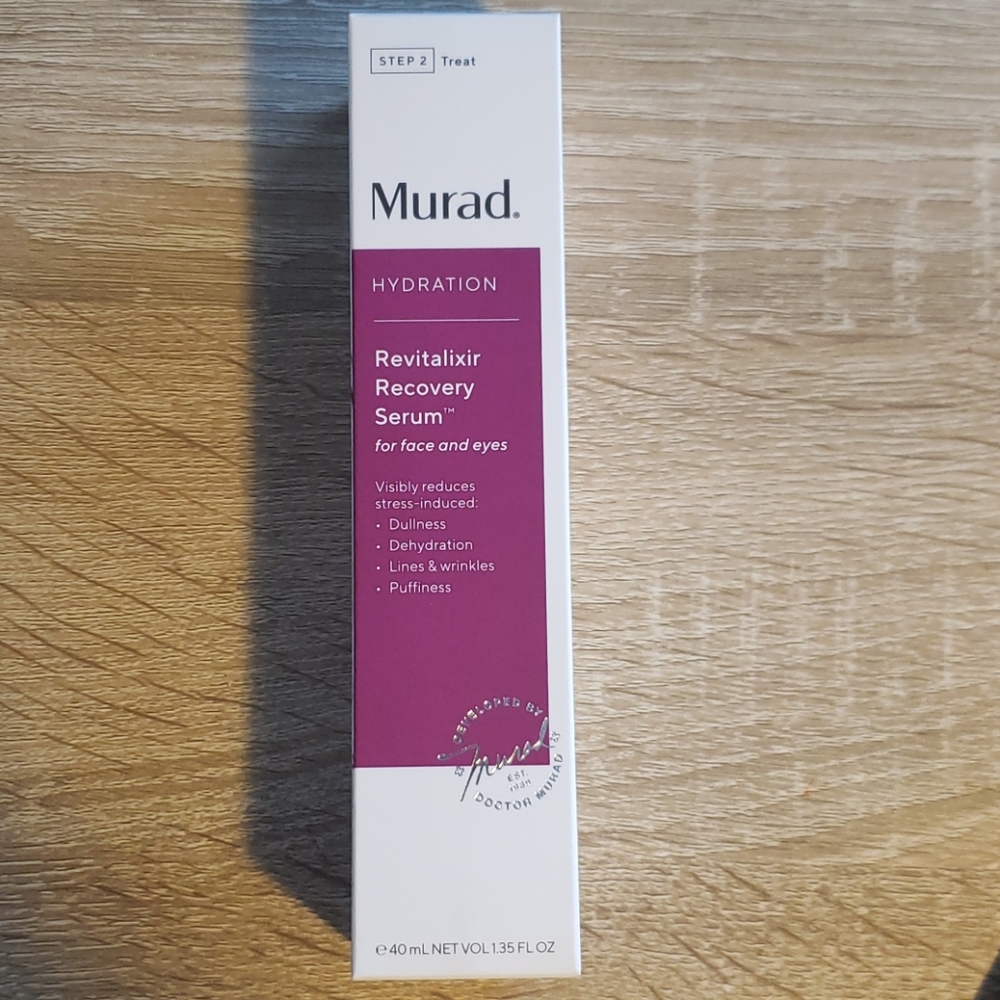 STEP 2 Treat
Murad®
HYDRATION
Revitalixir
Recovery
Serum™
for face and eyes
Visibly reduces
stress-induced:
• Dullness
• Dehydration
• Lines & wrinkles
• Puffiness
DEVELOPED BY
Murad
EST.
DOCTOR MURAD
℮ 40 mL NET VOL 1.35 FL OZ